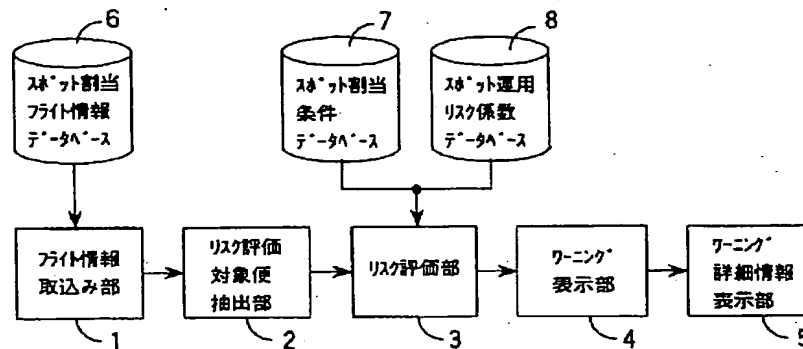 6
スポット割当
フライト情報
データベース
7
スポット割当
条件
データベース
8
スポット運用
リスク係数
データベース
フライト情報
取込み部
1
リスク評価
対象便
抽出部
2
リスク評価部
3
ワーニング
表示部
4
ワーニング
詳細情報
表示部
5